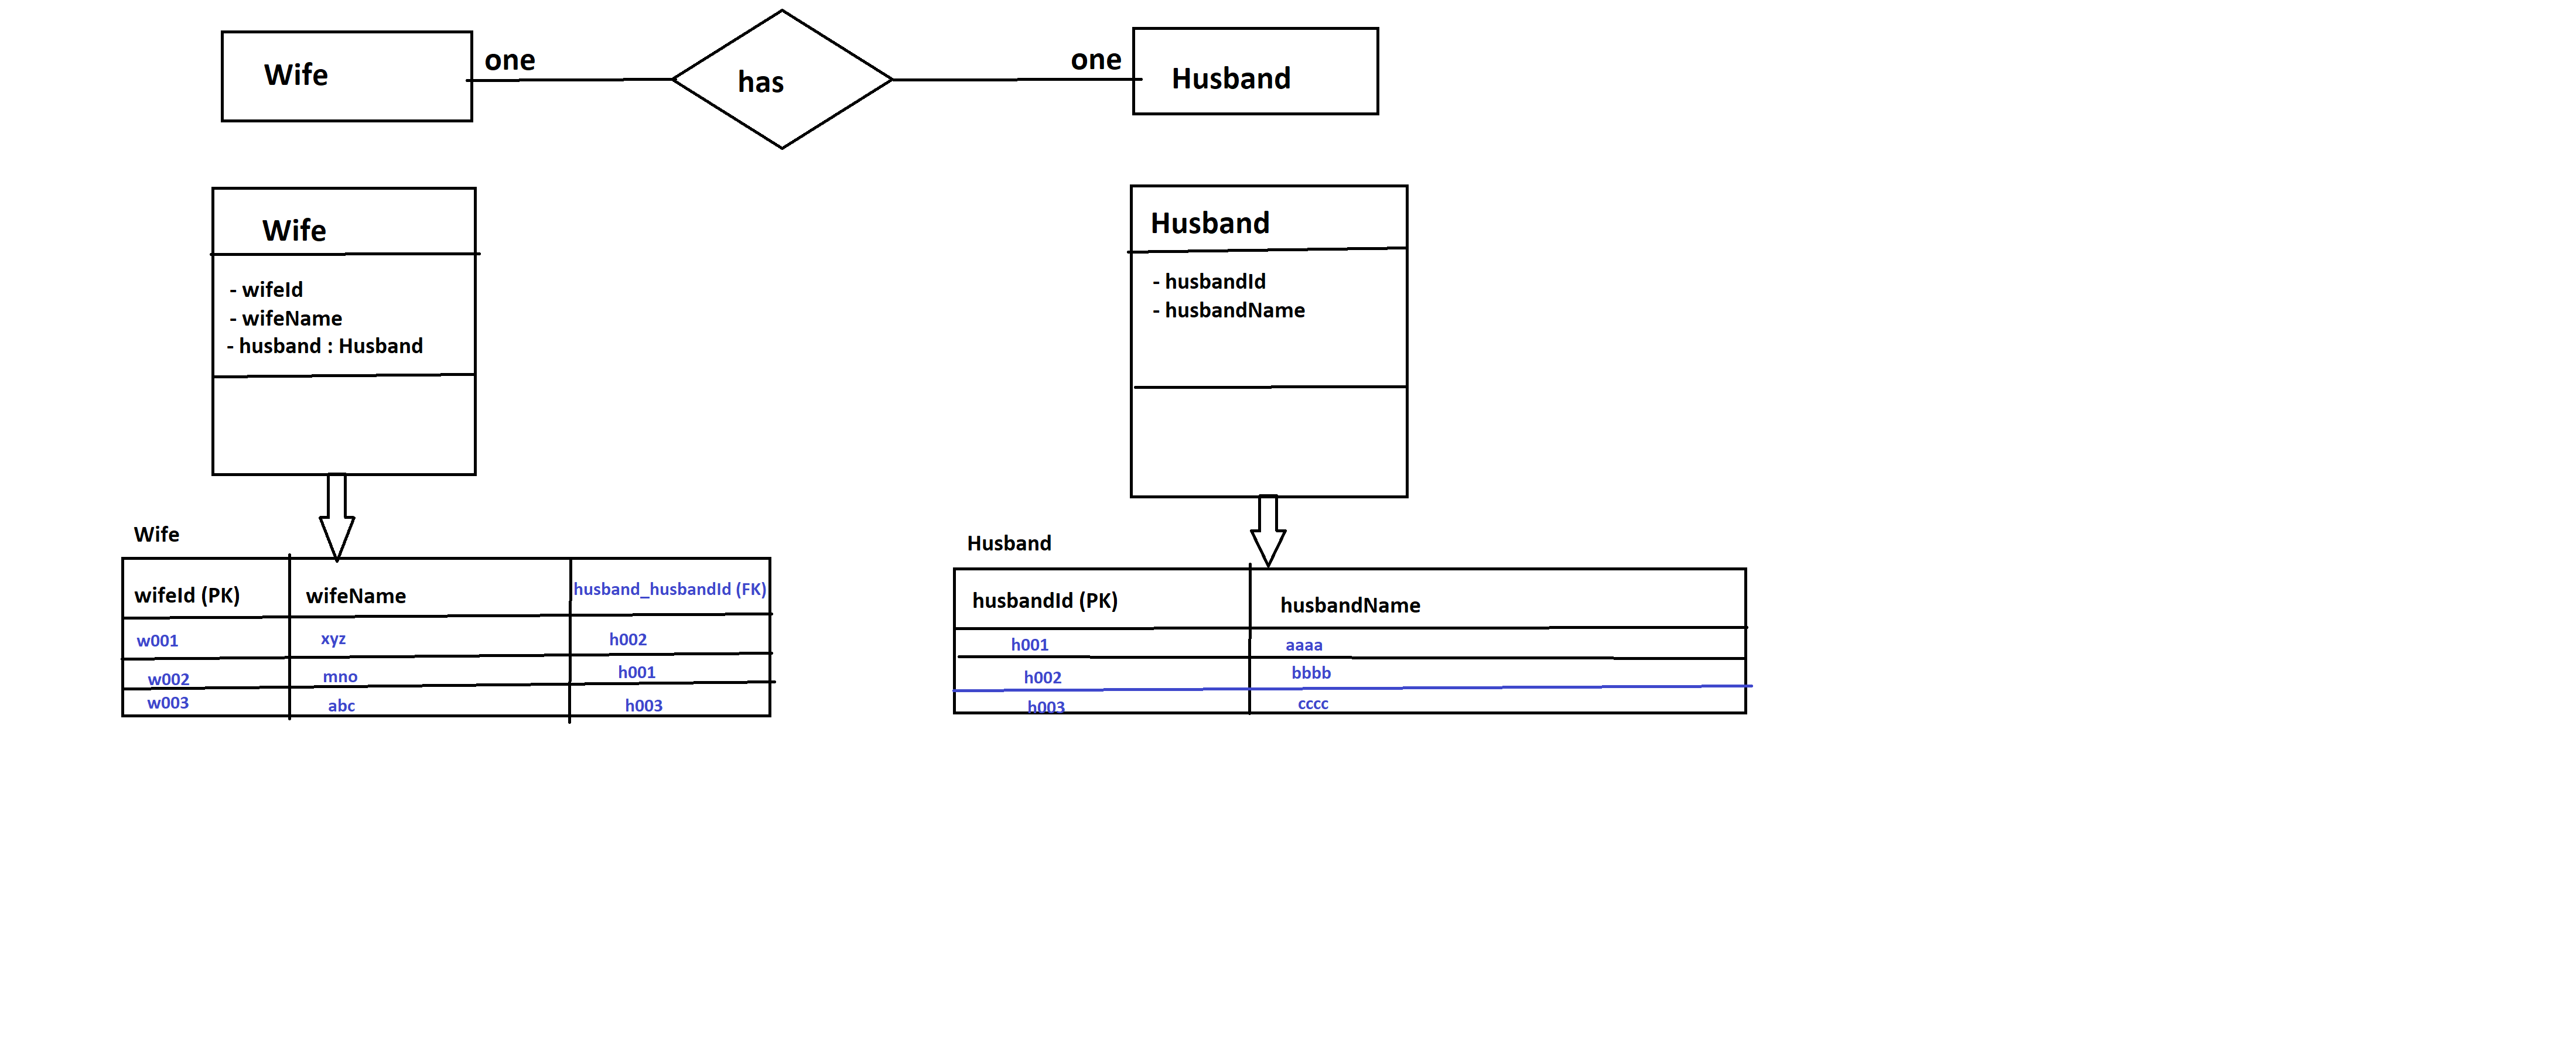 Wife
one
has
one
Husband
Wife
- wifeId
- wifeName
- husband : Husband
Husband
- husbandId
- husbandName
Wife
wifeId (PK) wifeName husband_husbandId (FK)
w001 xyz h002
w002 mno h001
w003 abc h003
Husband
husbandId (PK) husbandName
h001 aaaa
h002 bbbb
h003 cccc